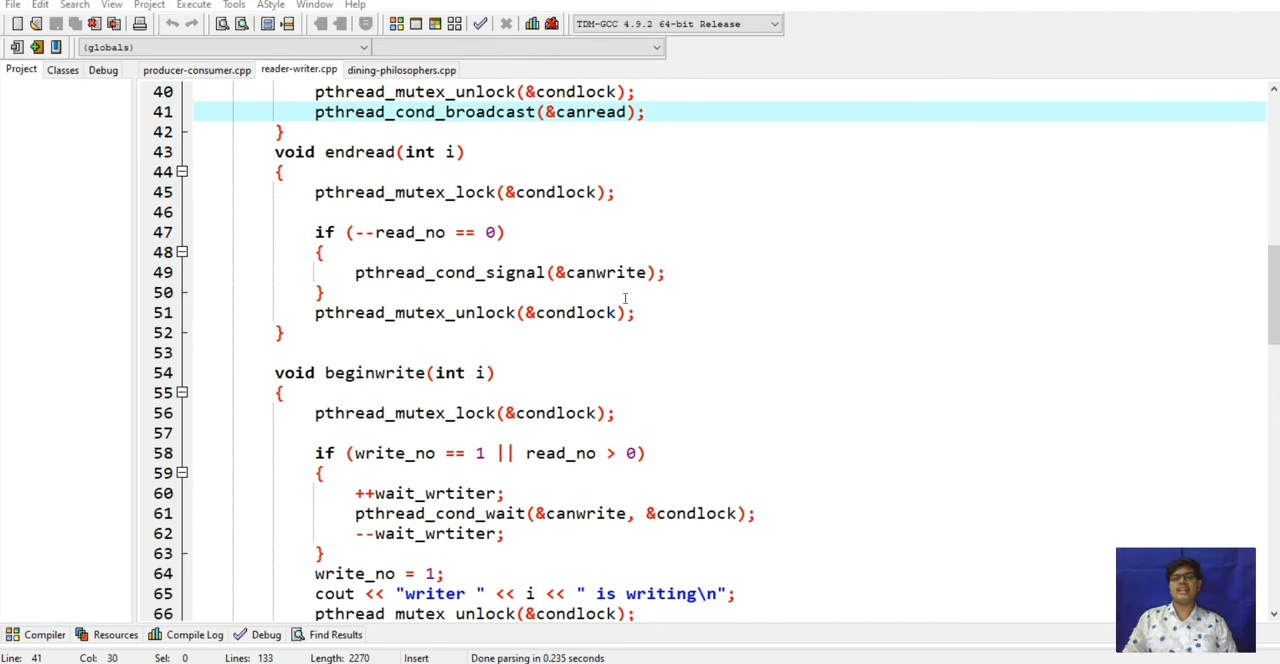 File Edit Search View Project Execute Tools AStyle Window Help
TDM-GCC 4.9.2 64-bit Release
(globals)
Project Classes Debug producer-consumer.cpp reader-writer.cpp dining-philosophers.cpp
40 pthread_mutex_unlock(&condlock);
41 pthread_cond_broadcast(&canread);
42 }
43 void endread(int i)
44 {
45 pthread_mutex_lock(&condlock);
46
47 if (--read_no == 0)
48 {
49 pthread_cond_signal(&canwrite);
50 }
51 pthread_mutex_unlock(&condlock);
52 }
53
54 void beginwrite(int i)
55 {
56 pthread_mutex_lock(&condlock);
57
58 if (write_no == 1 || read_no > 0)
59 {
60 ++wait_wrtiter;
61 pthread_cond_wait(&canwrite, &condlock);
62 --wait_wrtiter;
63 }
64 write_no = 1;
65 cout << "writer " << i << " is writing\n";
66 pthread_mutex_unlock(&condlock);
Compiler Resources Compile Log Debug Find Results
Line: 41 Col: 30 Sel: 0 Lines: 133 Length: 2270 Insert Done parsing in 0.235 seconds